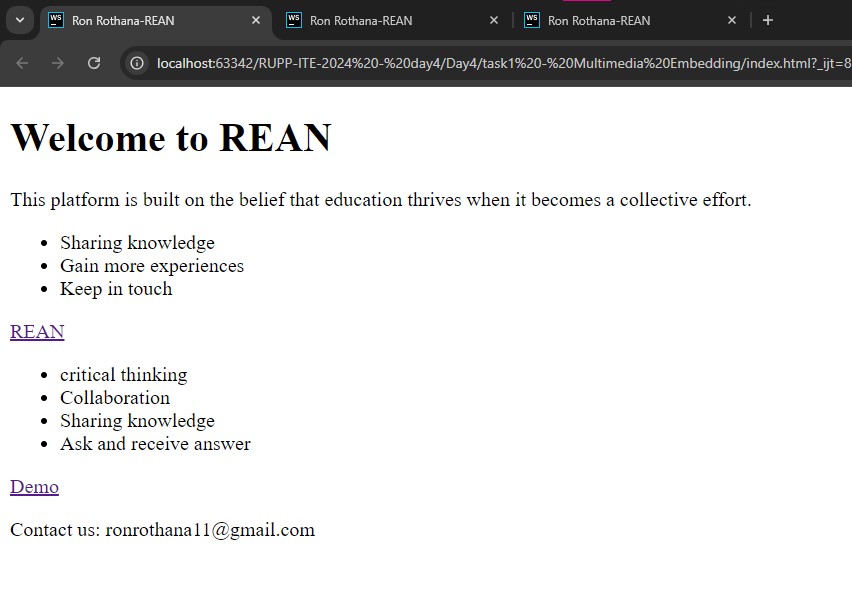 WS Ron Rothana-REAN WS Ron Rothana-REAN WS Ron Rothana-REAN
localhost:63342/RUPP-ITE-2024%20-%20day4/Day4/task1%20-%20Multimedia%20Embedding/index.html?_ijt=8
Welcome to REAN
This platform is built on the belief that education thrives when it becomes a collective effort.
Sharing knowledge
Gain more experiences
Keep in touch
REAN
critical thinking
Collaboration
Sharing knowledge
Ask and receive answer
Demo
Contact us: ronrothana11@gmail.com